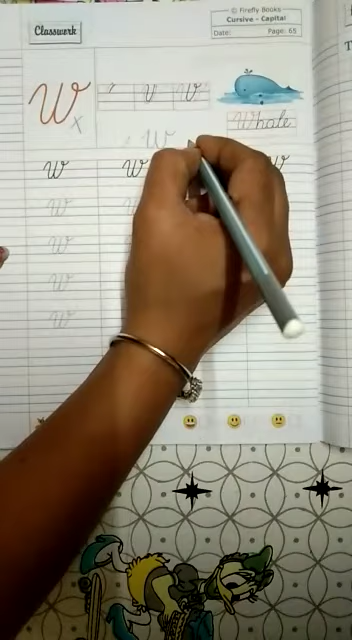 Classwork
© Firefly Books
Cursive - Capital
Date: Page: 65
W
Whale
W
W W W
W
W
W
W